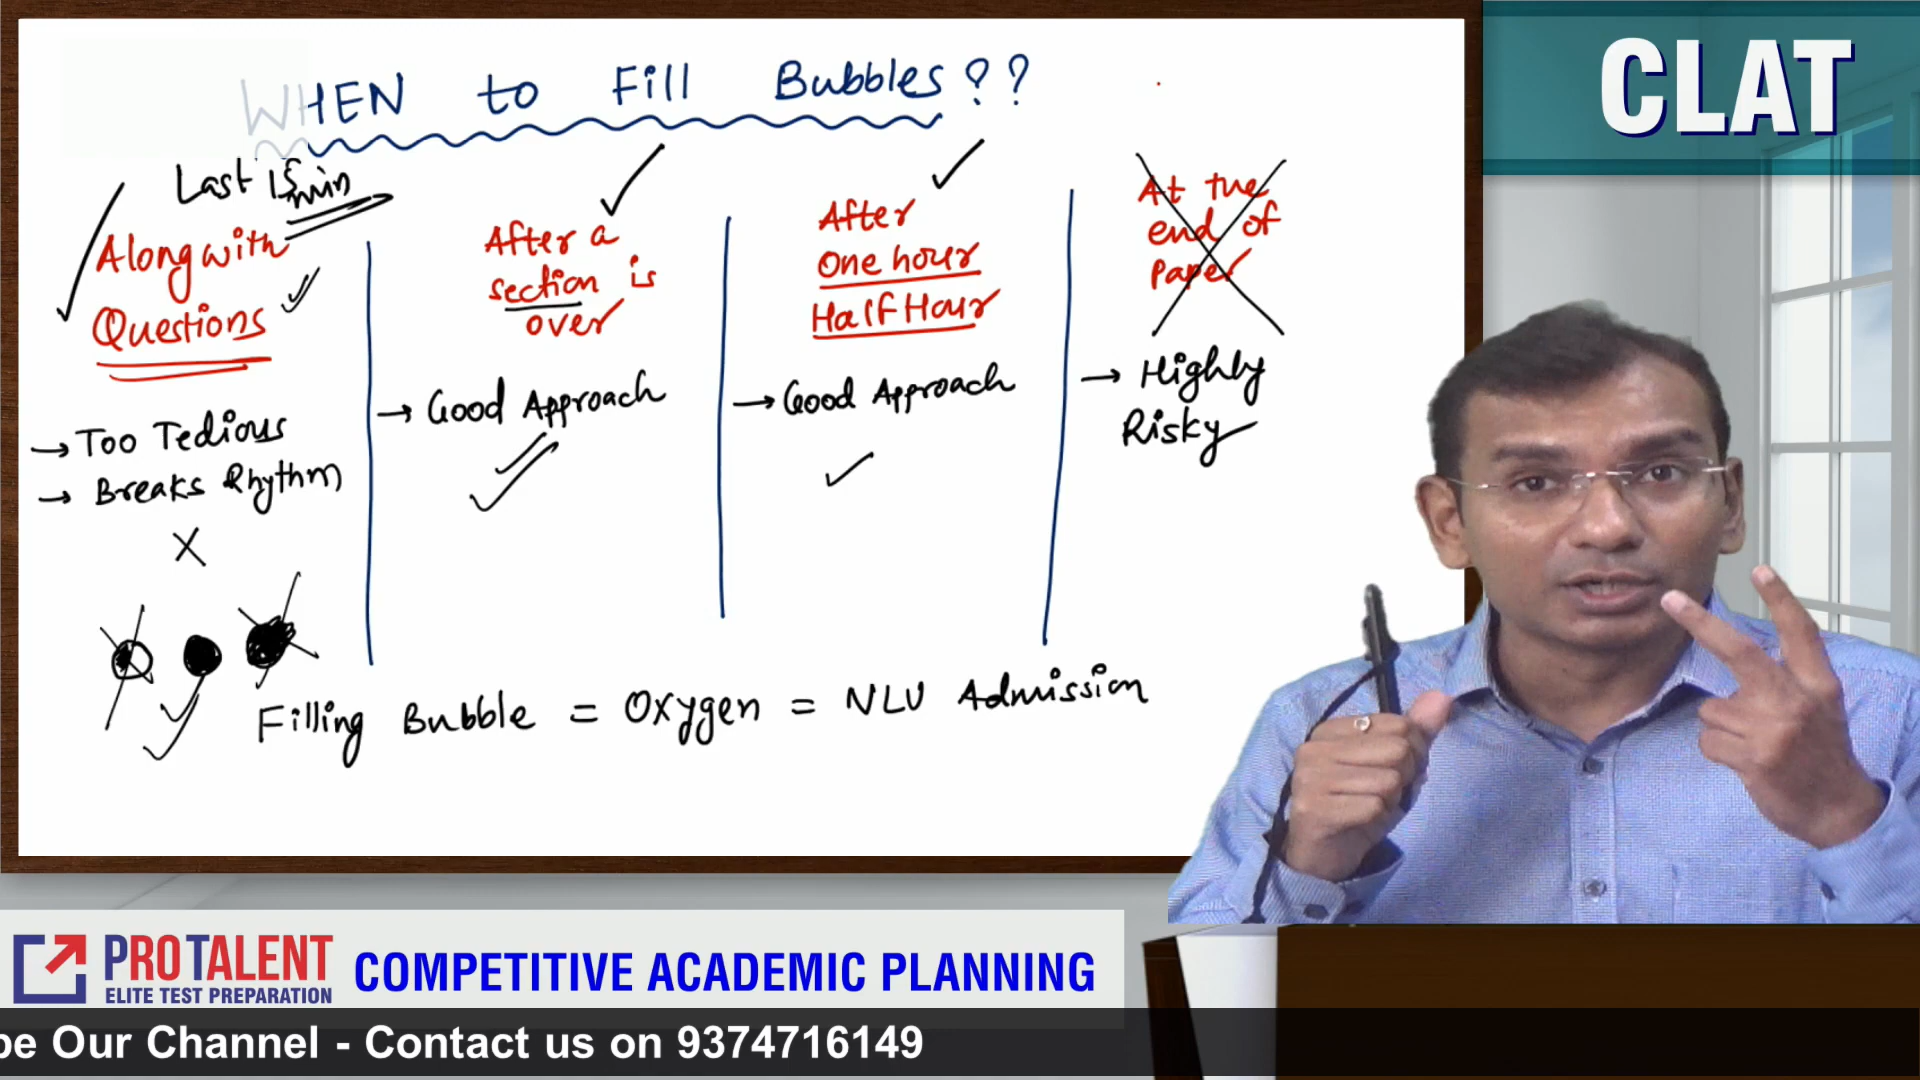 WHEN to Fill Bubbles??
Last 15 min
Along with
Questions
→ Too Tedious
→ Breaks Rhythm
X
After a
section is
over
→ Good Approach
After
One hour
Half Hour
→ Good Approach
At the
end of
paper
→ Highly
Risky
Filling Bubble = Oxygen = NLU Admission
CLAT
PROTALENT
ELITE TEST PREPARATION
COMPETITIVE ACADEMIC PLANNING
be Our Channel - Contact us on 9374716149